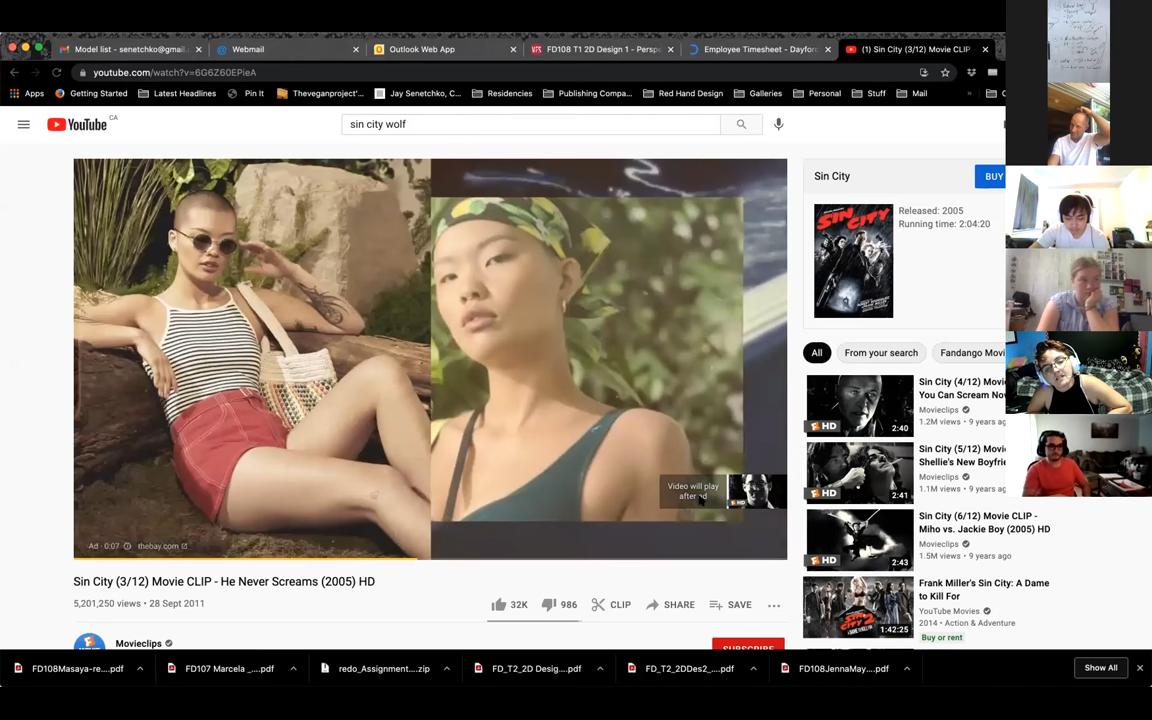 Model list - senetchko@gmail.
Webmail
Outlook Web App
FD108 T1 2D Design 1 - Perspe
Employee Timesheet - Dayfor
(1) Sin City (3/12) Movie CLIP
youtube.com/watch?v=6G6Z60EPieA
Apps
Getting Started
Latest Headlines
Pin It
Theveganproject'...
Jay Senetchko, C...
Residencies
Publishing Compa...
Red Hand Design
Galleries
Personal
Stuff
Mail
»
YouTube CA
sin city wolf
Sin City
BUY
SIN CITY
Released: 2005
Running time: 2:04:20
Video will play
after ad
Ad · 0:07
thebay.com
All
From your search
Fandango Movi
Sin City (4/12) Movi
You Can Scream Now
Movieclips
1.2M views • 9 years ag
HD
2:40
Sin City (5/12) Movi
Shellie's New Boyfrie
Movieclips
1.1M views • 9 years ag
HD
2:41
Sin City (6/12) Movie CLIP -
Miho vs. Jackie Boy (2005) HD
Movieclips
1.5M views • 9 years ago
HD
2:43
Frank Miller's Sin City: A Dame
to Kill For
YouTube Movies
2014 • Action & Adventure
Buy or rent
1:42:25
Sin City (3/12) Movie CLIP - He Never Screams (2005) HD
5,201,250 views • 28 Sept 2011
32K
986
CLIP
SHARE
SAVE
Movieclips
SUBSCRIBE
FD108Masaya-re....pdf
FD107 Marcela _....pdf
redo_Assignment....zip
FD_T2_2D Desig....pdf
FD_T2_2DDes2_....pdf
FD108JennaMay....pdf
Show All